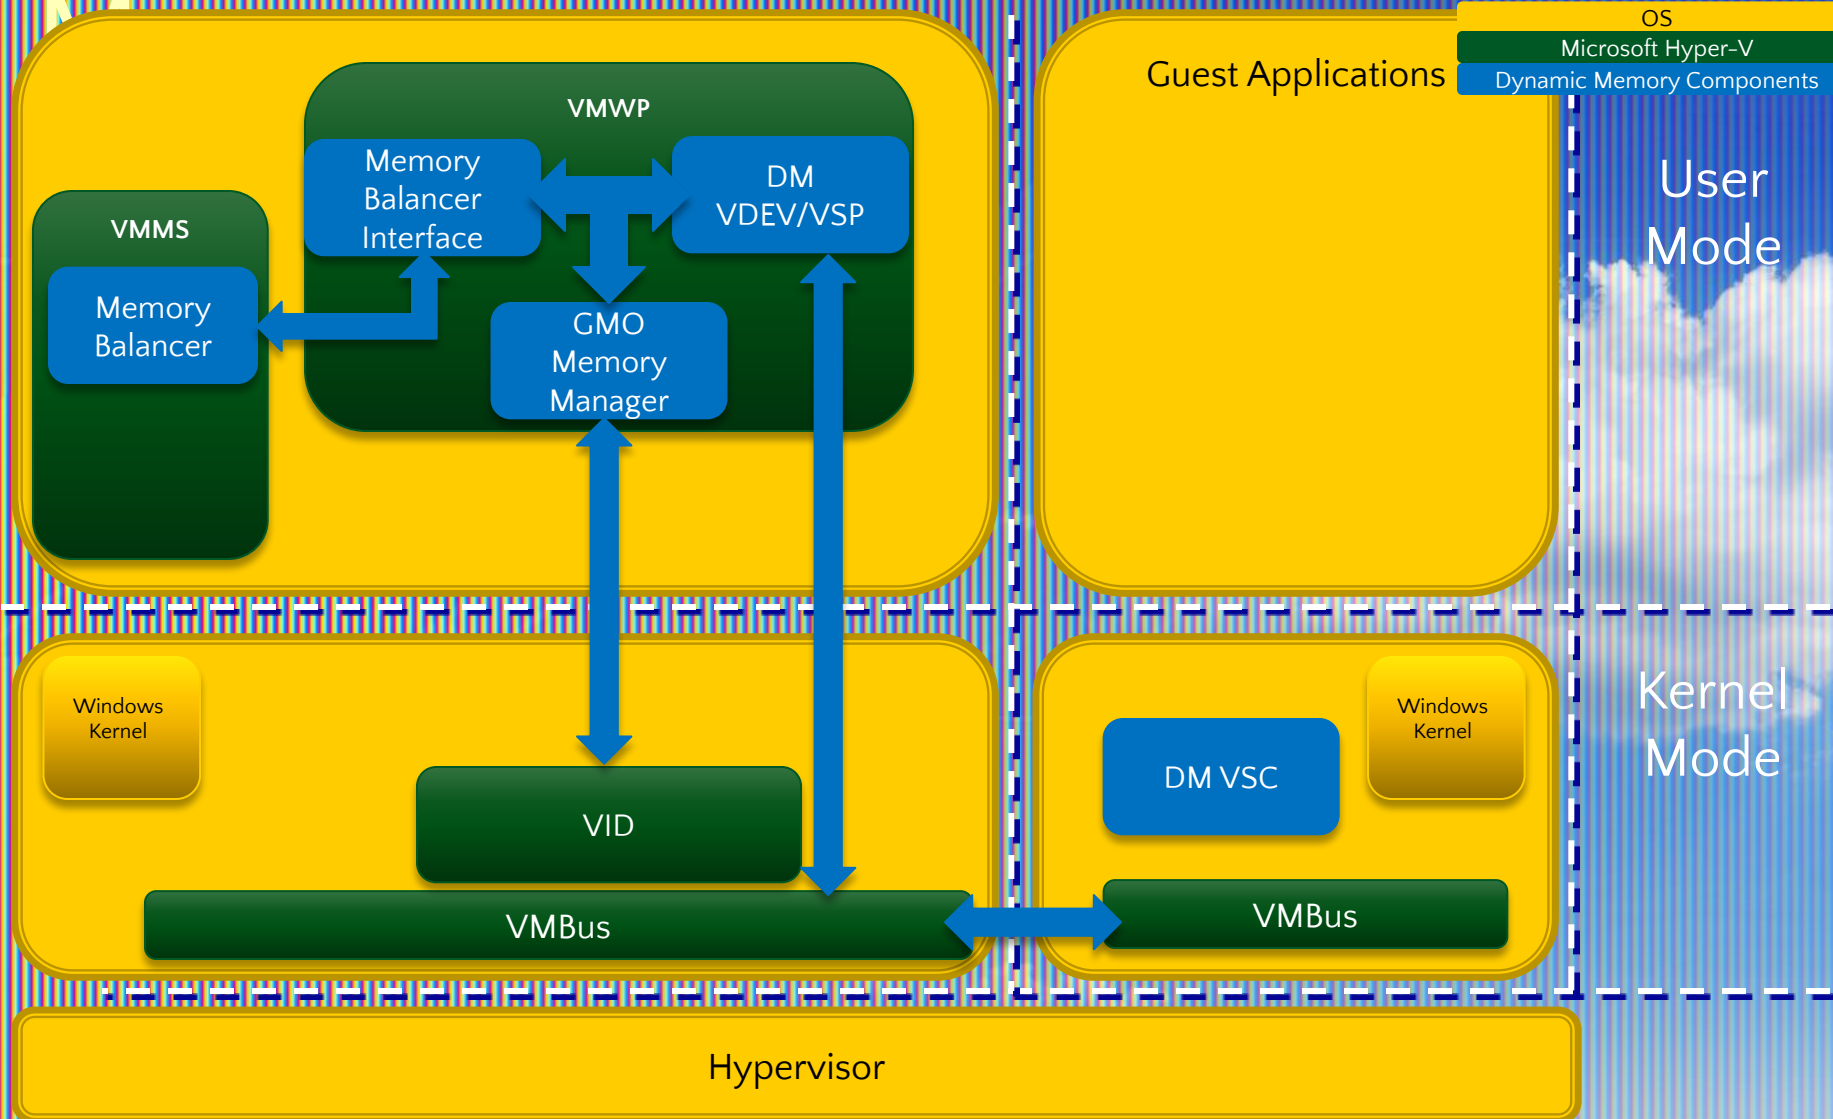 OS
Microsoft Hyper-V
Dynamic Memory Components
Guest Applications
VMWP
Memory
Balancer
Interface
DM
VDEV/VSP
VMMS
Memory
Balancer
GMO
Memory
Manager
User
Mode
Windows
Kernel
VID
VMBus
DM VSC
Windows
Kernel
VMBus
Kernel
Mode
Hypervisor